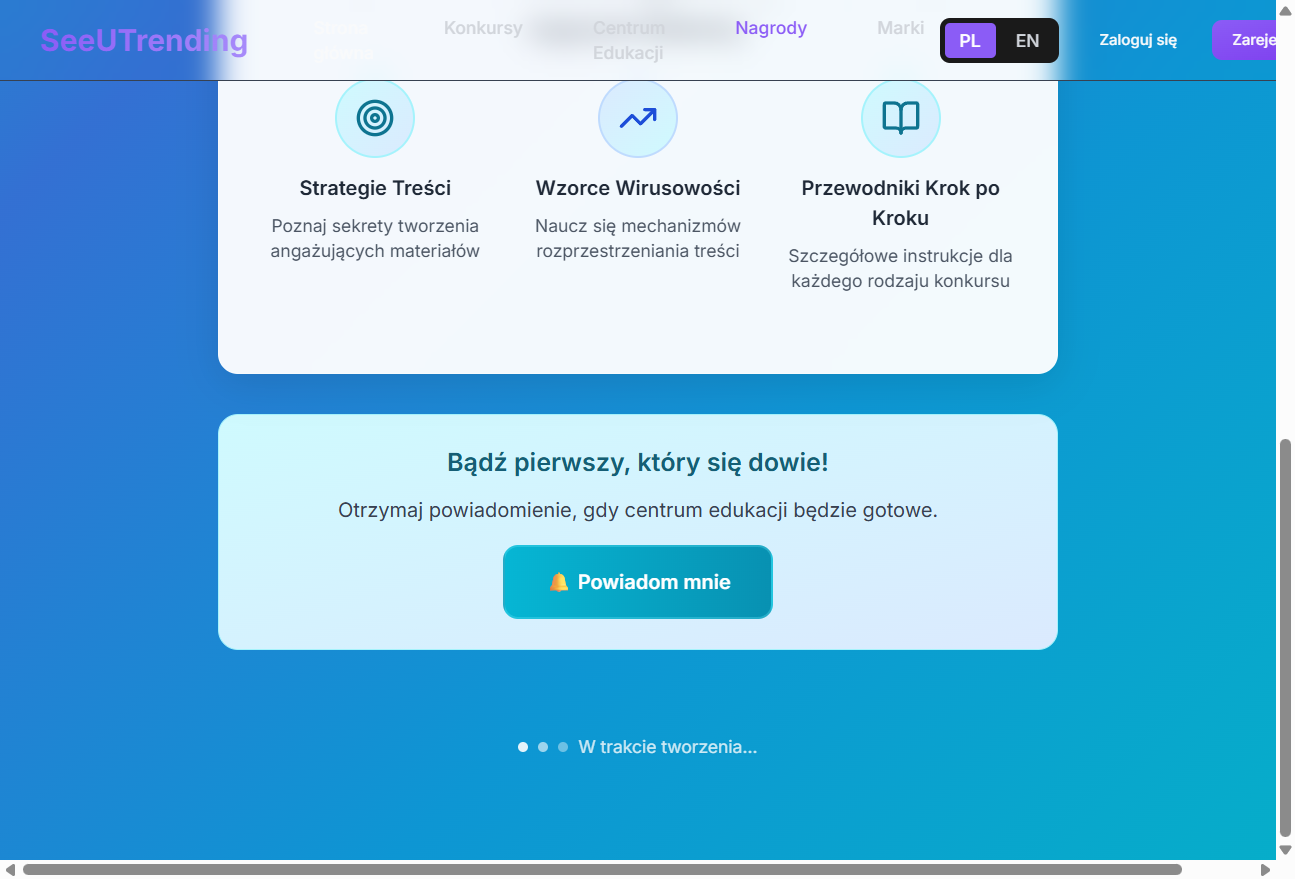 SeeUTrending
Strona
główna
Konkursy
Centrum
Edukacji
Nagrody
Marki
PL
EN
Zaloguj się
Zareje
Strategie Treści
Poznaj sekrety tworzenia
angażujących materiałów
Wzorce Wirusowości
Naucz się mechanizmów
rozprzestrzeniania treści
Przewodniki Krok po
Kroku
Szczegółowe instrukcje dla
każdego rodzaju konkursu
Bądź pierwszy, który się dowie!
Otrzymaj powiadomienie, gdy centrum edukacji będzie gotowe.
Powiadom mnie
W trakcie tworzenia...